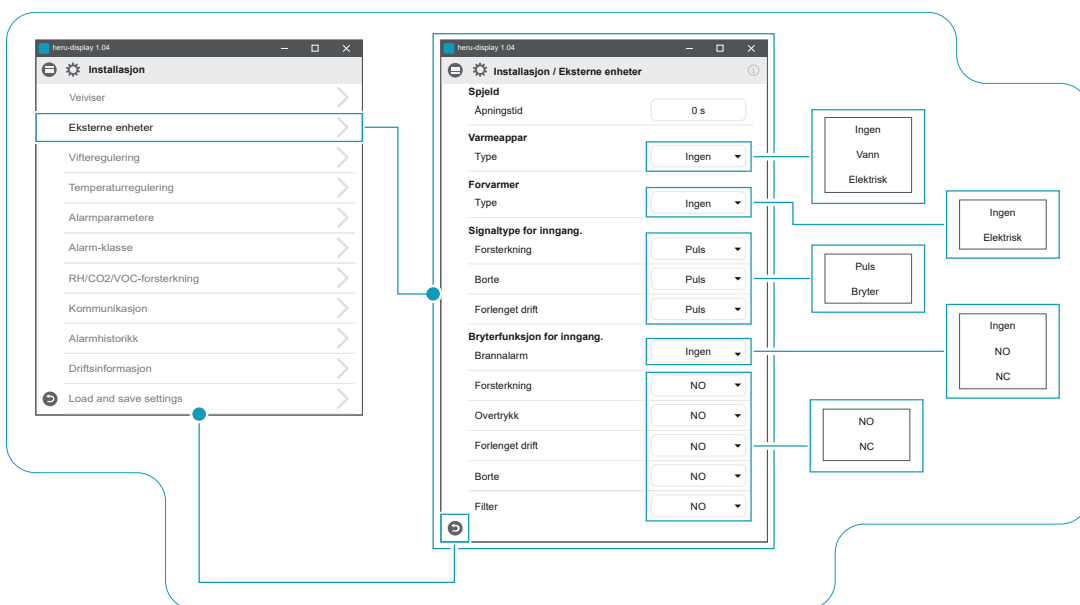 heru-display 1.04
Installasjon
Veiviser
Eksterne enheter
Vifteregulering
Temperaturregulering
Alarmparametere
Alarm-klasse
RH/CO2/VOC-forsterkning
Kommunikasjon
Alarmhistorikk
Driftsinformasjon
Load and save settings
heru-display 1.04
Installasjon / Eksterne enheter
Spjeld
Åpningstid 0 s
Varmeappar
Type Ingen
Forvarmer
Type Ingen
Signaltype for inngang.
Forsterkning Puls
Borte Puls
Forlenget drift Puls
Bryterfunksjon for inngang.
Brannalarm Ingen
Forsterkning NO
Overtrykk NO
Forlenget drift NO
Borte NO
Filter NO
Ingen
Vann
Elektrisk
Ingen
Elektrisk
Puls
Bryter
Ingen
NO
NC
NO
NC